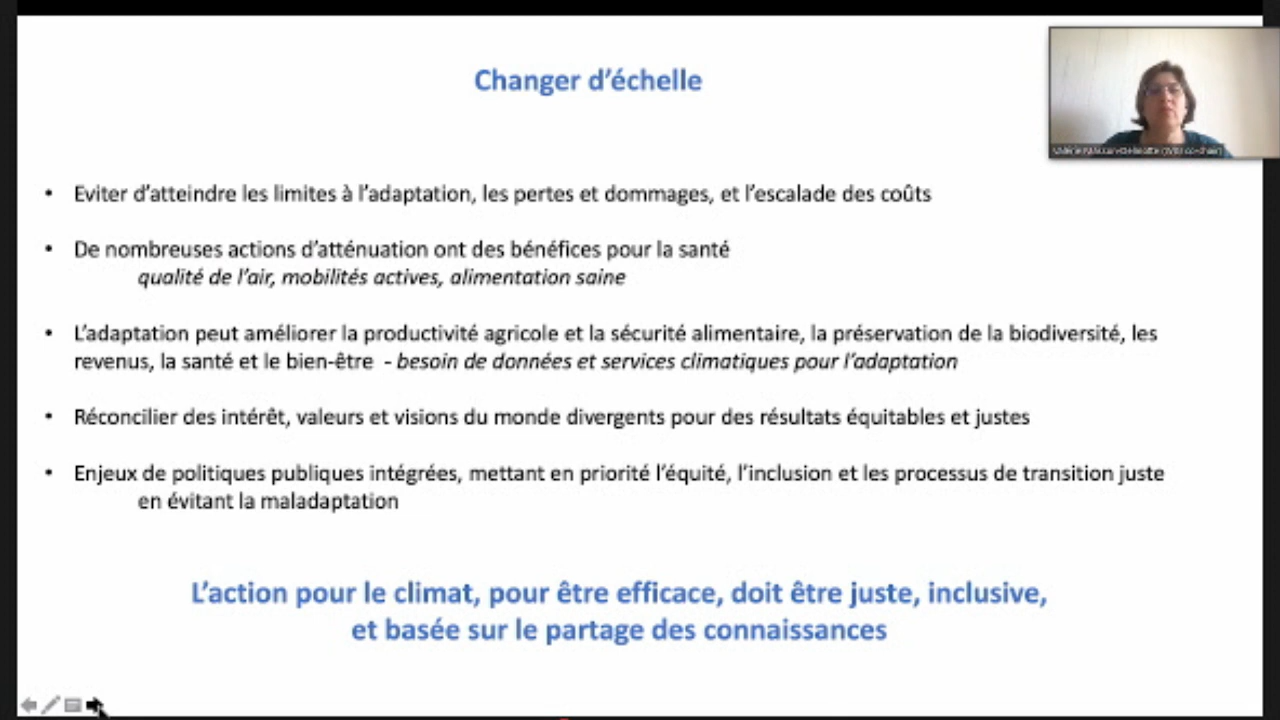 Changer d'échelle
• Eviter d'atteindre les limites à l'adaptation, les pertes et dommages, et l'escalade des coûts
• De nombreuses actions d'atténuation ont des bénéfices pour la santé
qualité de l'air, mobilités actives, alimentation saine
• L'adaptation peut améliorer la productivité agricole et la sécurité alimentaire, la préservation de la biodiversité, les
revenus, la santé et le bien-être - besoin de données et services climatiques pour l'adaptation
• Réconcilier des intérêt, valeurs et visions du monde divergents pour des résultats équitables et justes
• Enjeux de politiques publiques intégrées, mettant en priorité l'équité, l'inclusion et les processus de transition juste
en évitant la maladaptation
L'action pour le climat, pour être efficace, doit être juste, inclusive,
et basée sur le partage des connaissances